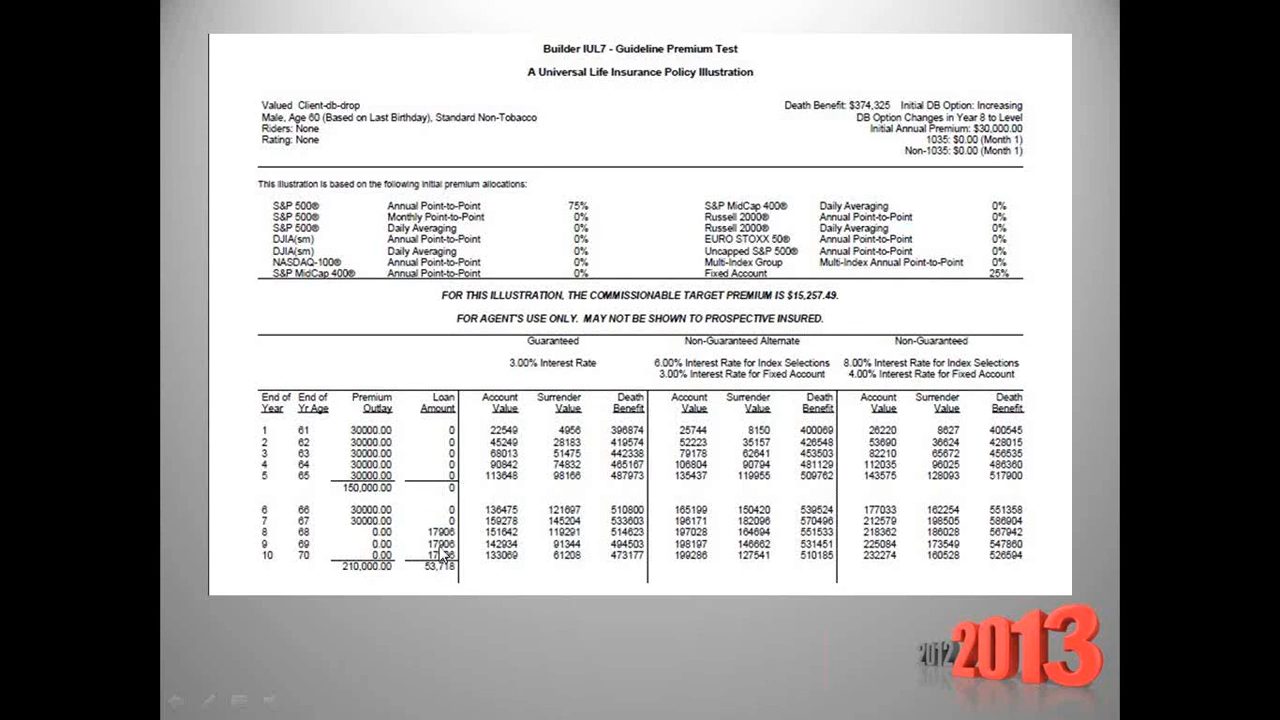 Builder IUL7 - Guideline Premium Test
A Universal Life Insurance Policy Illustration
Valued Client-db-drop
Male, Age 60 (Based on Last Birthday), Standard Non-Tobacco
Riders: None
Rating: None
Death Benefit: $374,325 Initial DB Option: Increasing
DB Option Changes in Year 8 to Level
Initial Annual Premium: $30,000.00
1035: $0.00 (Month 1)
Non-1035: $0.00 (Month 1)
This illustration is based on the following initial premium allocations:
S&P 500® Annual Point-to-Point 75% S&P MidCap 400® Daily Averaging 0%
S&P 500® Monthly Point-to-Point 0% Russell 2000® Annual Point-to-Point 0%
S&P 500® Daily Averaging 0% Russell 2000® Daily Averaging 0%
DJIA(sm) Annual Point-to-Point 0% EURO STOXX 50® Annual Point-to-Point 0%
DJIA(sm) Daily Averaging 0% Uncapped S&P 500® Annual Point-to-Point 0%
NASDAQ-100® Annual Point-to-Point 0% Multi-Index Group Multi-Index Annual Point-to-Point 0%
S&P MidCap 400® Annual Point-to-Point 0% Fixed Account 25%
FOR THIS ILLUSTRATION, THE COMMISSIONABLE TARGET PREMIUM IS $15,257.49.
FOR AGENT'S USE ONLY. MAY NOT BE SHOWN TO PROSPECTIVE INSURED.
Guaranteed Non-Guaranteed Alternate Non-Guaranteed
3.00% Interest Rate 6.00% Interest Rate for Index Selections 8.00% Interest Rate for Index Selections
3.00% Interest Rate for Fixed Account 4.00% Interest Rate for Fixed Account
End of End of Premium Loan Account Surrender Death Account Surrender Death Account Surrender Death
Year Yr Age Outlay Amount Value Value Benefit Value Value Benefit Value Value Benefit
1 61 30000.00 0 22549 4956 396874 25744 8150 400069 26220 8627 400545
2 62 30000.00 0 45249 28183 419574 52223 35157 426548 53690 36624 428015
3 63 30000.00 0 68013 51475 442338 79178 62641 453503 82210 65672 456535
4 64 30000.00 0 90842 74832 465167 106804 90794 481129 112035 96025 486360
5 65 30000.00 0 113648 98166 487973 135437 119955 509762 143575 128093 517900
150,000.00 0
6 66 30000.00 0 136475 121697 510800 165199 150420 539524 177033 162254 551358
7 67 30000.00 0 159278 145204 533603 196171 182096 570496 212579 198505 586904
8 68 0.00 17906 151642 119291 514623 197028 164694 551533 218362 186028 567942
9 69 0.00 17906 142934 91344 494503 198197 146662 531451 225084 173549 547860
10 70 0.00 133069 61208 473177 199286 127541 510185 232274 160528 526594
210,000.00 53,718
2012 2013